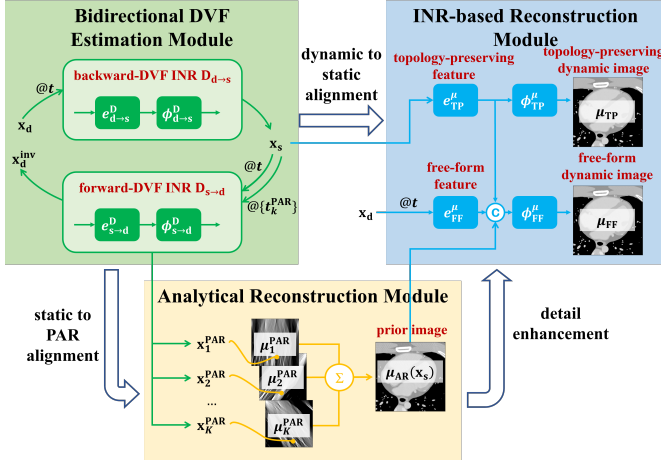 Bidirectional DVF
Estimation Module
backward-DVF INR D_{d→s}
@t
e^D_{d→s}
ϕ^D_{d→s}
x_d
x_s
x_d^{inv}
@t
@{t_k^{PAR}}
forward-DVF INR D_{s→d}
e^D_{s→d}
ϕ^D_{s→d}
dynamic to
static
alignment
INR-based Reconstruction
Module
topology-preserving
feature
topology-preserving
dynamic image
e^μ_{TP}
ϕ^μ_{TP}
μ_{TP}
free-form
feature
free-form
dynamic image
x_d
@t
e^μ_{FF}
C
ϕ^μ_{FF}
μ_{FF}
static to
PAR
alignment
Analytical Reconstruction Module
x_1^{PAR}
μ_1^{PAR}
x_2^{PAR}
μ_2^{PAR}
...
x_K^{PAR}
μ_K^{PAR}
Σ
prior image
μ_{AR}(x_s)
detail
enhancement